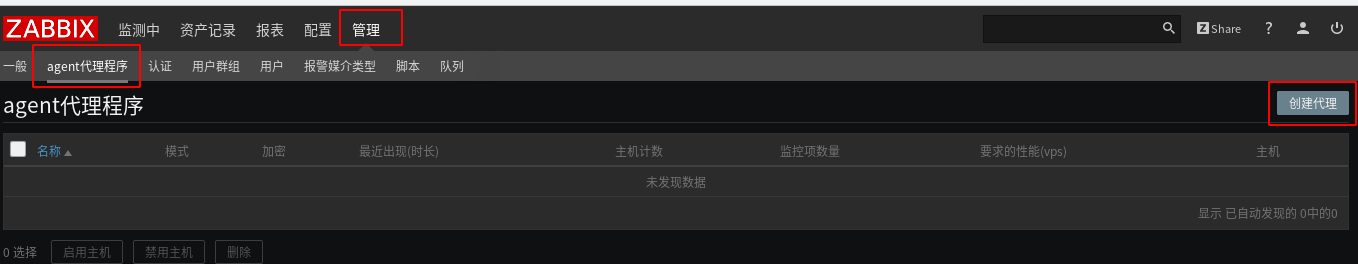 ZABBIX 监测中 资产记录 报表 配置 管理 Z Share ?
一般 agent代理程序 认证 用户群组 用户 报警媒介类型 脚本 队列
agent代理程序 创建代理
名称 模式 加密 最近出现(时长) 主机计数 监控项数量 要求的性能(vps) 主机
未发现数据
显示 已自动发现的 0中的0
0 选择 启用主机 禁用主机 删除